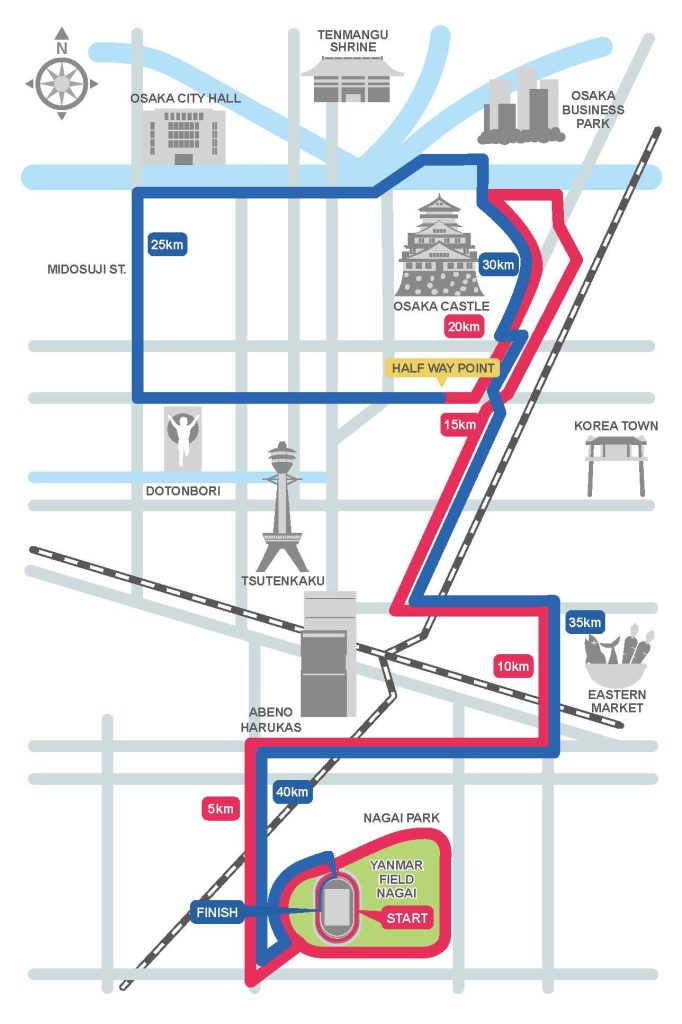 N
TENMANGU
SHRINE
OSAKA CITY HALL
OSAKA
BUSINESS
PARK
25km
MIDOSUJI ST.
30km
OSAKA CASTLE
20km
HALF WAY POINT
15km
KOREA TOWN
DOTONBORI
TSUTENKAKU
35km
10km
EASTERN
MARKET
ABENO
HARUKAS
40km
5km
NAGAI PARK
YANMAR
FIELD
NAGAI
FINISH
START